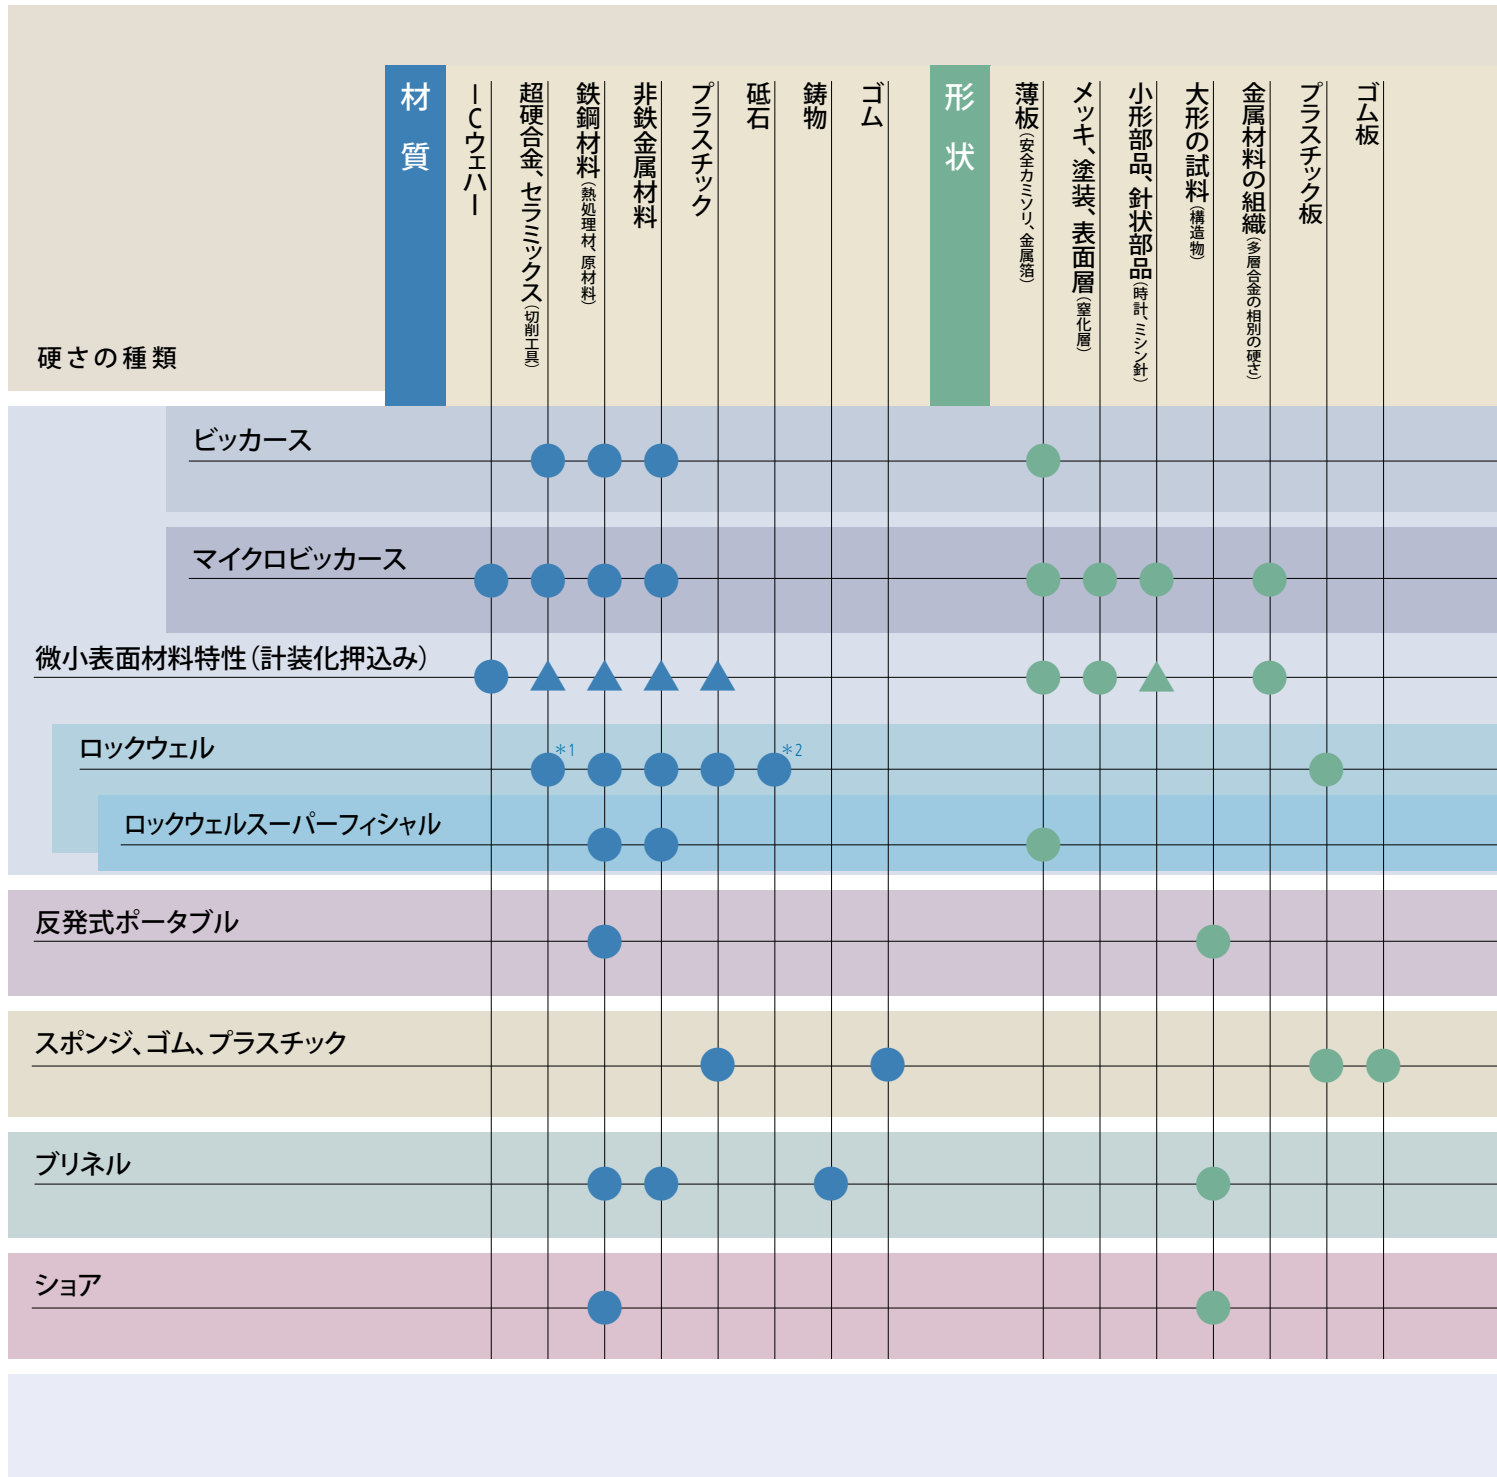 材質
ICウェハー
超硬合金、セラミックス(切削工具)
鉄鋼材料(熱処理材、原材料)
非鉄金属材料
プラスチック
砥石
鋳物
ゴム
形状
薄板(安全カミソリ、金属箔)
メッキ、塗装、表面層(窒化層)
小形部品、針状部品(時計、ミシン針)
大形の試料(構造物)
金属材料の組織(多層合金の相別の硬さ)
プラスチック板
ゴム板
硬さの種類
ビッカース
マイクロビッカース
微小表面材料特性(計装化押込み)
ロックウェル
＊1
＊2
ロックウェルスーパーフィシャル
反発式ポータブル
スポンジ、ゴム、プラスチック
ブリネル
ショア